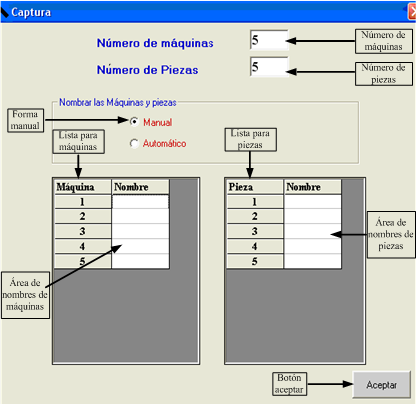 Captura
Número de máquinas
5
Número de
máquinas
Número de Piezas
5
Número de
piezas
Nombrar las Máquinas y piezas
Forma
manual
Manual
Lista para
máquinas
Automático
Lista para
piezas
Máquina Nombre
1
2
3
4
5
Pieza Nombre
1
2
3
4
5
Área de
nombres de
máquinas
Área de
nombres de
piezas
Botón
aceptar
Aceptar